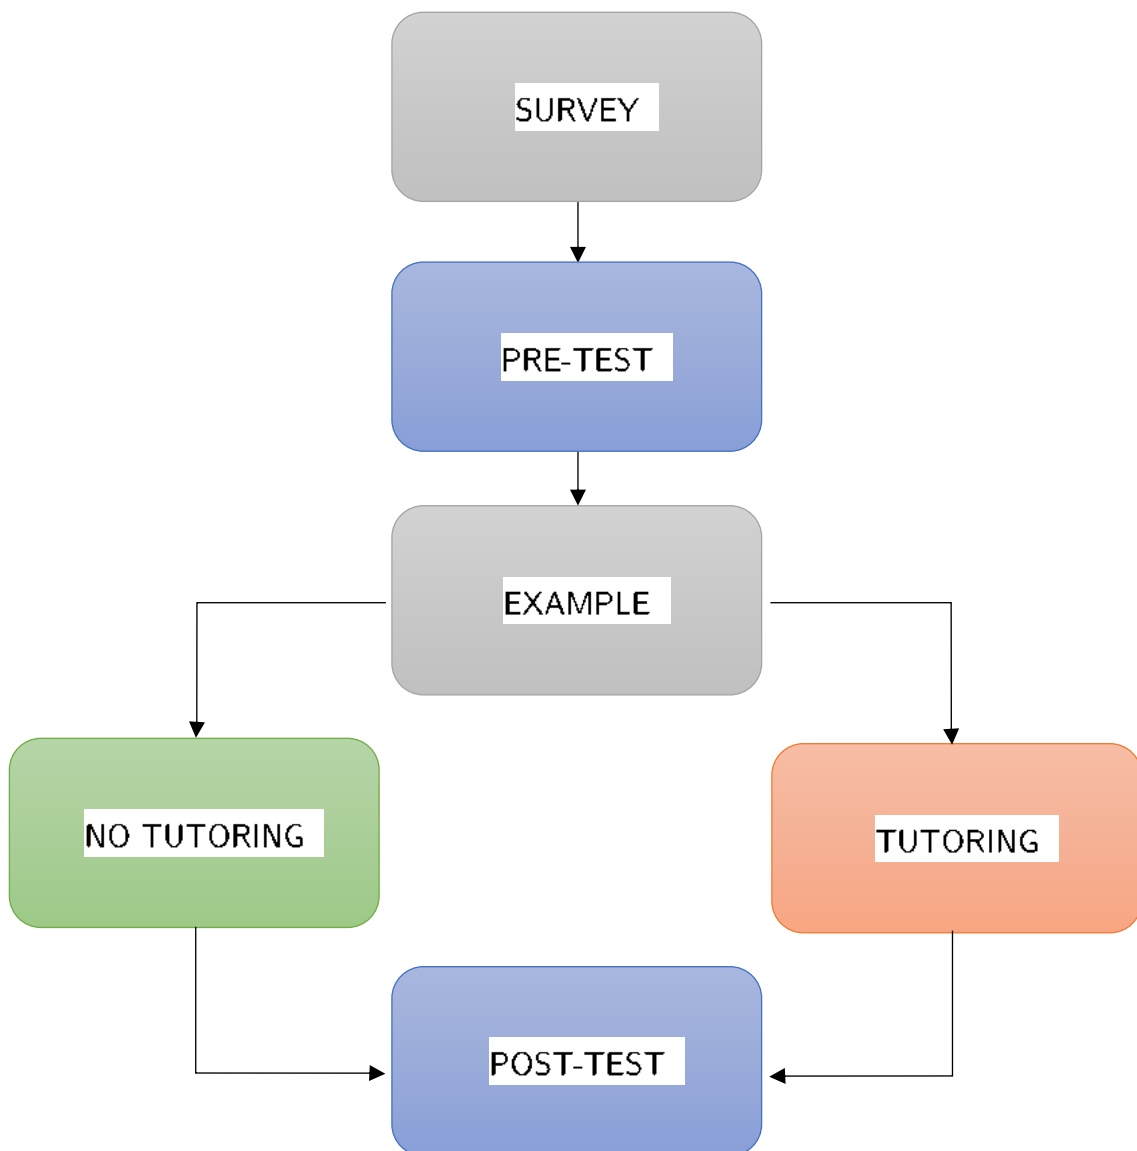 SURVEY
PRE-TEST
EXAMPLE
NO TUTORING
TUTORING
POST-TEST